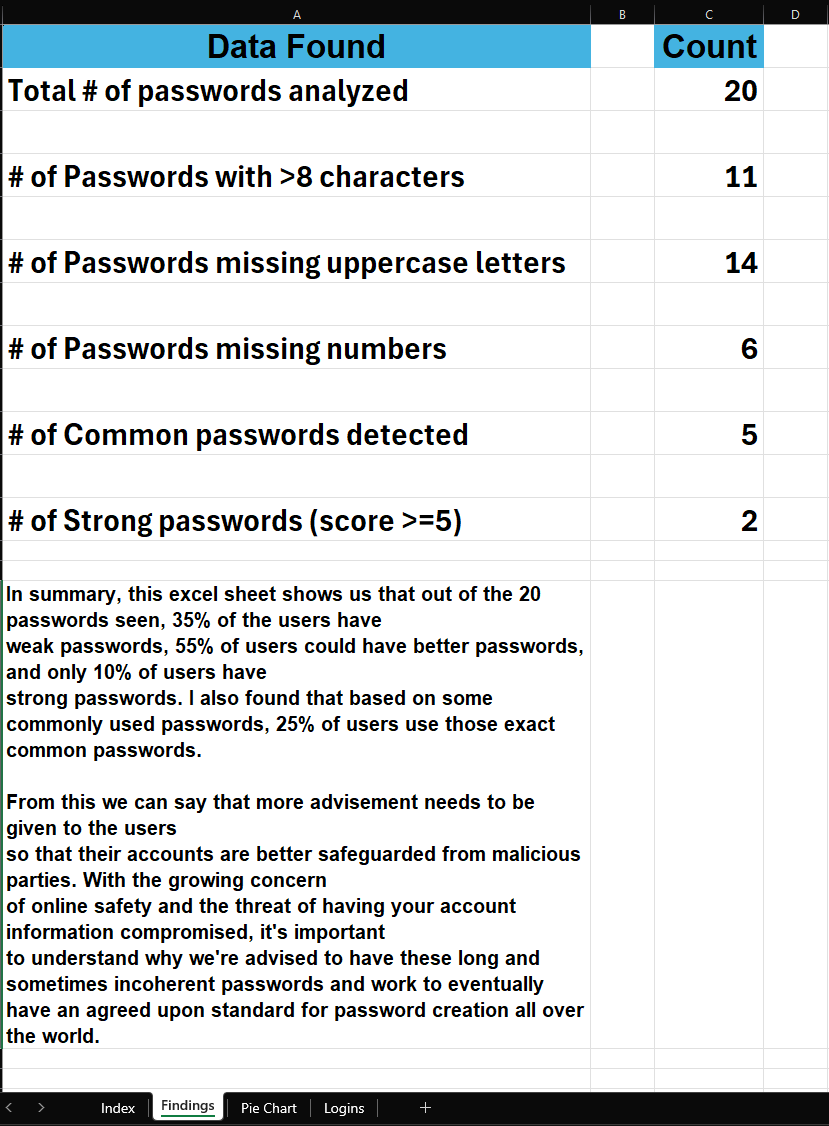 A B C D
Data Found Count
Total # of passwords analyzed 20
# of Passwords with >8 characters 11
# of Passwords missing uppercase letters 14
# of Passwords missing numbers 6
# of Common passwords detected 5
# of Strong passwords (score >=5) 2
In summary, this excel sheet shows us that out of the 20
passwords seen, 35% of the users have
weak passwords, 55% of users could have better passwords,
and only 10% of users have
strong passwords. I also found that based on some
commonly used passwords, 25% of users use those exact
common passwords.
From this we can say that more advisement needs to be
given to the users
so that their accounts are better safeguarded from malicious
parties. With the growing concern
of online safety and the threat of having your account
information compromised, it's important
to understand why we're advised to have these long and
sometimes incoherent passwords and work to eventually
have an agreed upon standard for password creation all over
the world.
Index Findings Pie Chart Logins